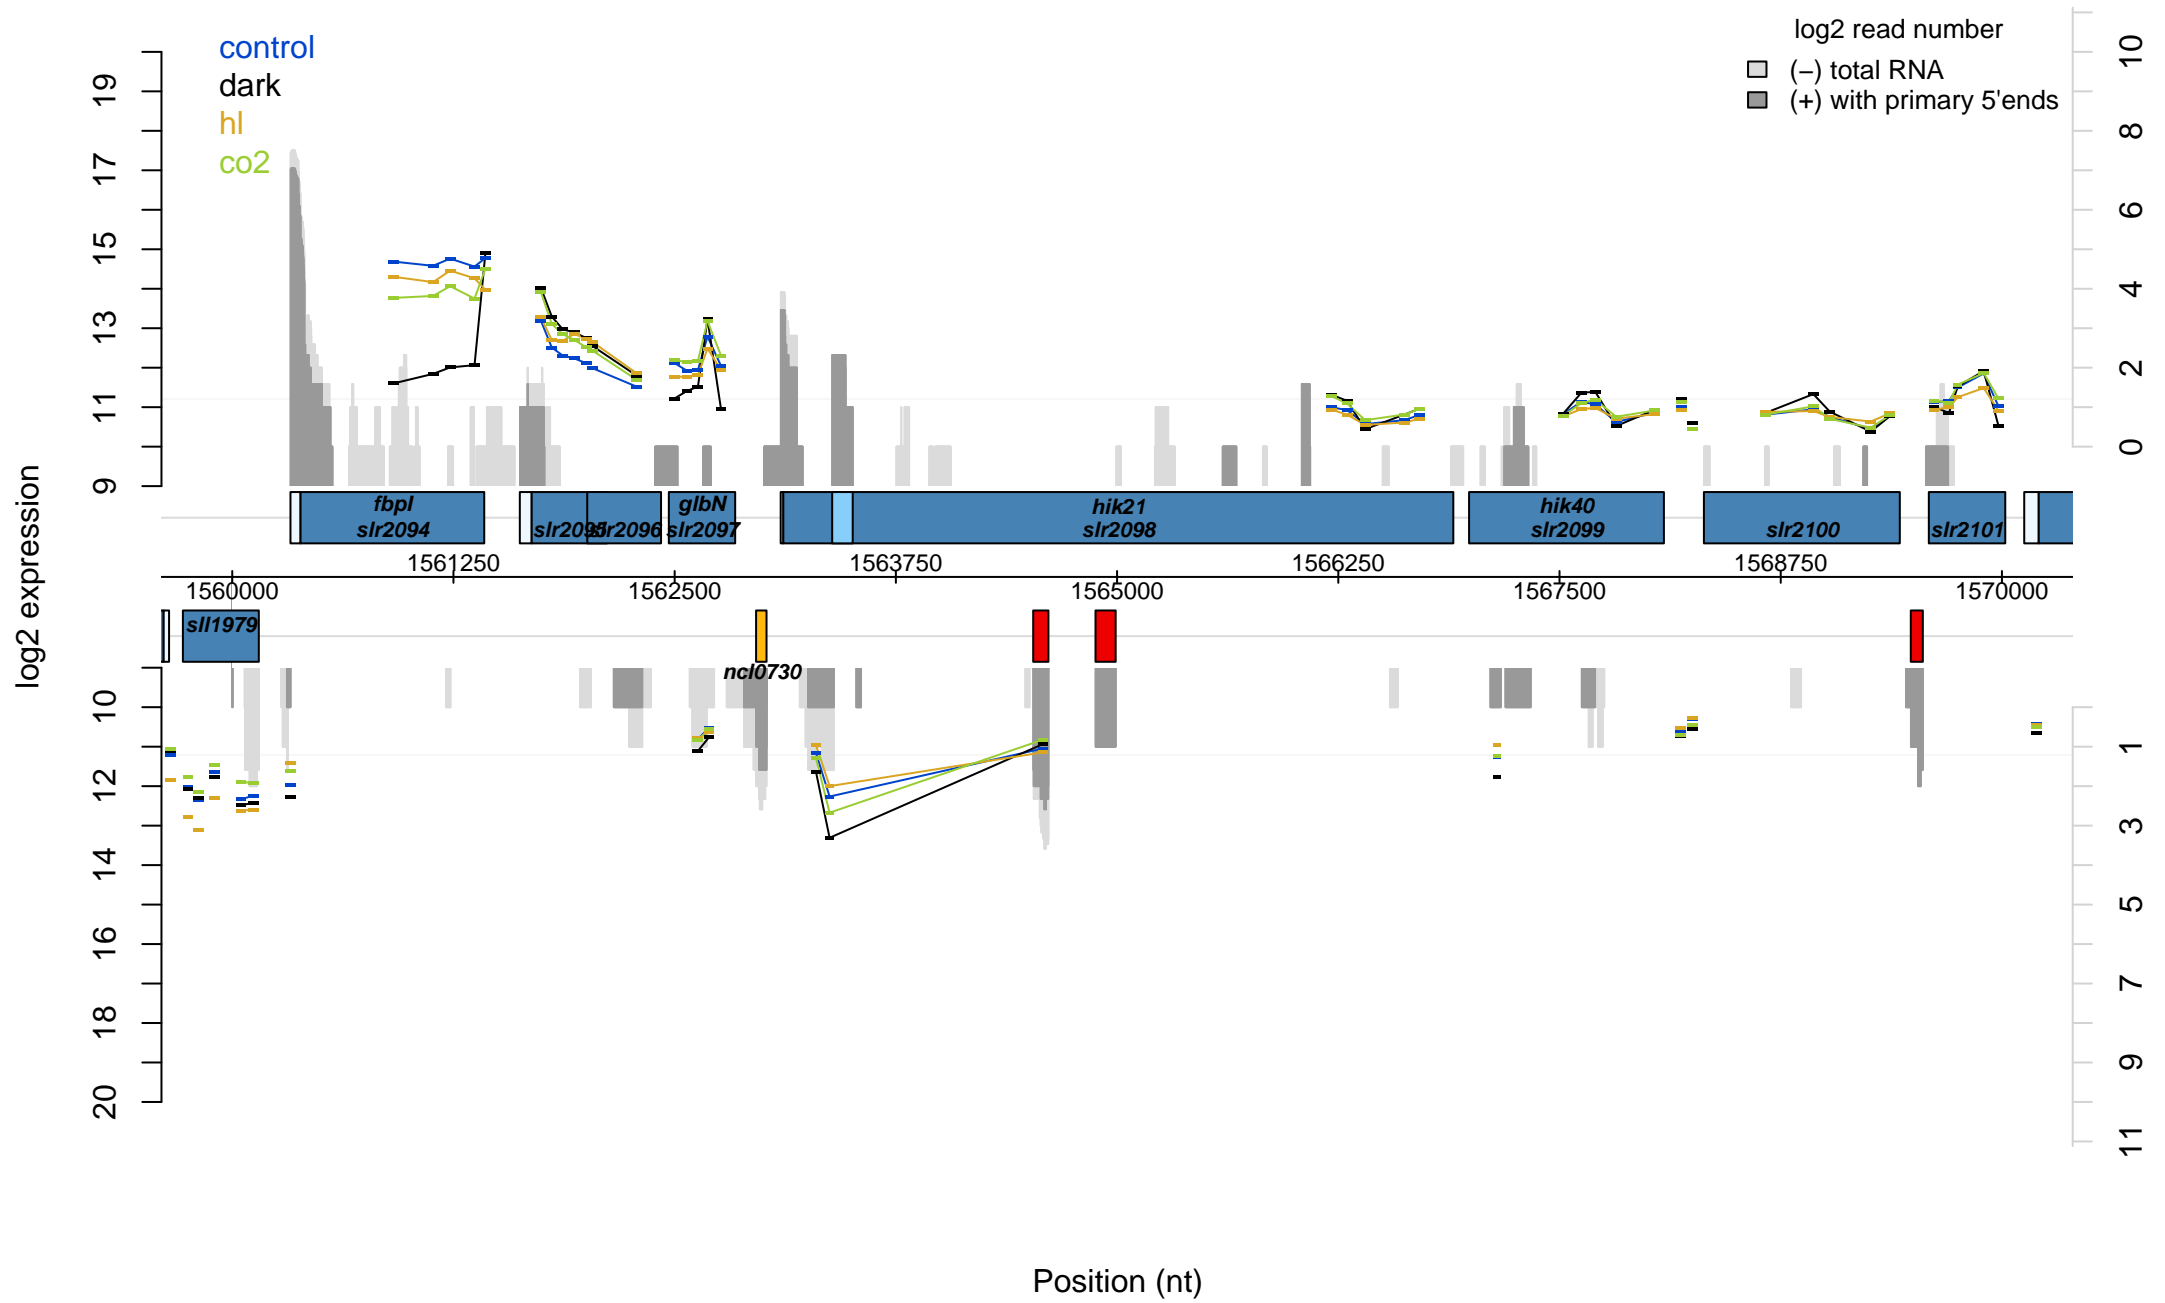 control
dark
hl
co2
log2 read number
(−) total RNA
(+) with primary 5'ends
19
17
15
13
11
9
10
8
6
4
2
0
log2 expression
fbpI
slr2094
slr2095
slr2096
glbN
slr2097
hik21
slr2098
hik40
slr2099
slr2100
slr2101
1561250
1563750
1566250
1568750
1560000
1562500
1565000
1567500
1570000
sll1979
ncl0730
10
12
14
16
18
20
1
3
5
7
9
11
Position (nt)